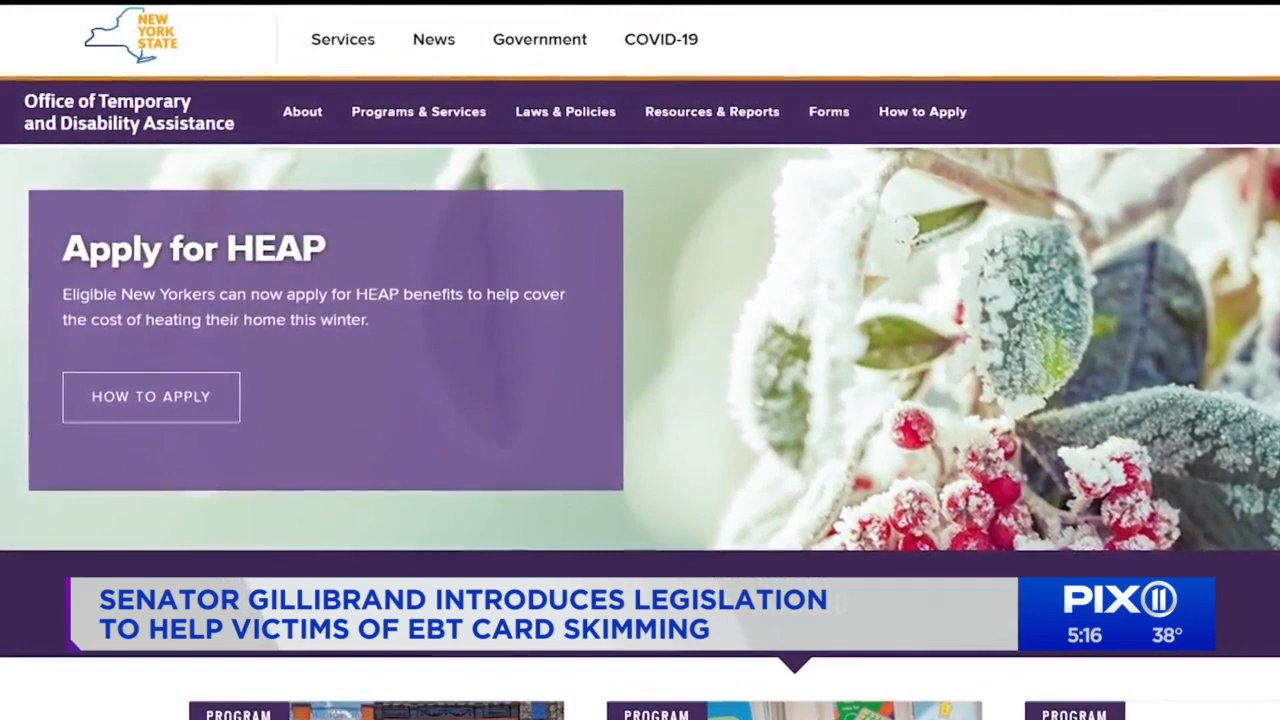 NEW
YORK
STATE
Services News Government COVID-19
Office of Temporary
and Disability Assistance
About Programs & Services Laws & Policies Resources & Reports Forms How to Apply
Apply for HEAP
Eligible New Yorkers can now apply for HEAP benefits to help cover
the cost of heating their home this winter.
HOW TO APPLY
SENATOR GILLIBRAND INTRODUCES LEGISLATION
TO HELP VICTIMS OF EBT CARD SKIMMING
PIX11
5:16 38°
PROGRAM PROGRAM PROGRAM